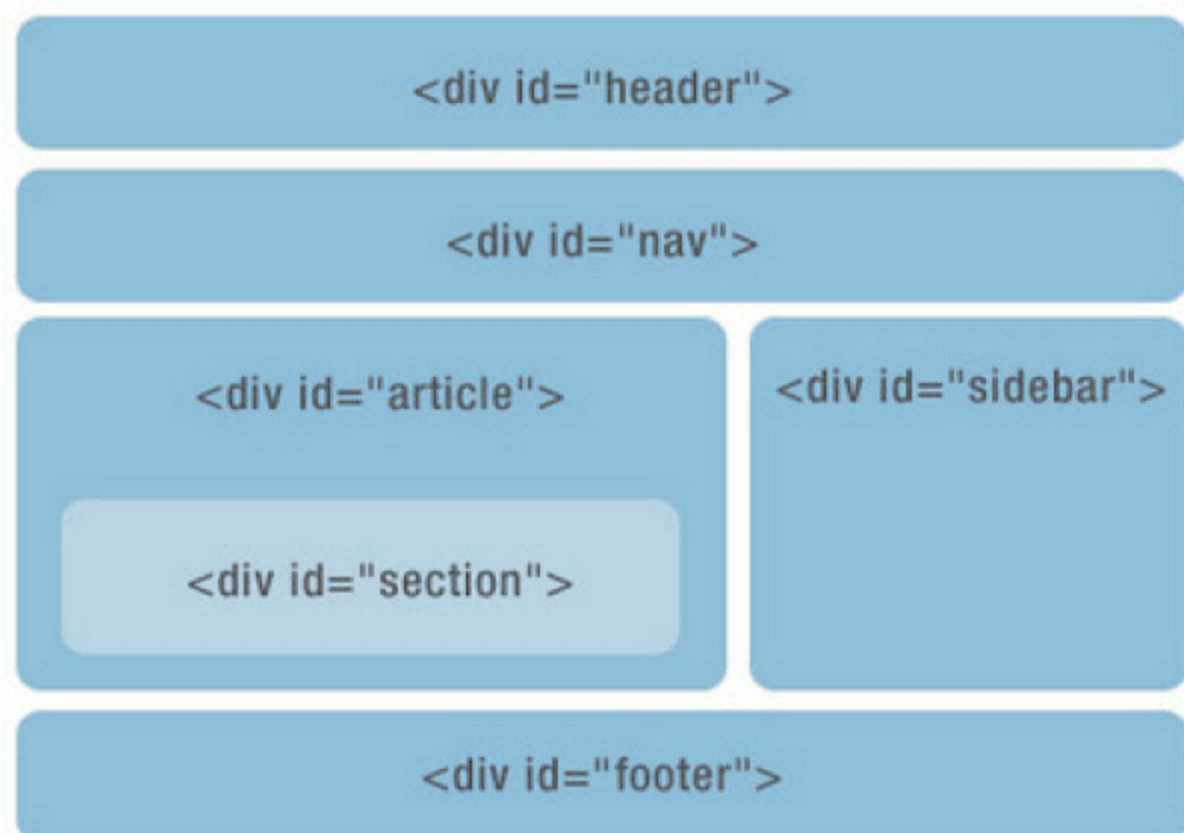 <div id="header">
<div id="nav">
<div id="article">
<div id="sidebar">
<div id="section">
<div id="footer">